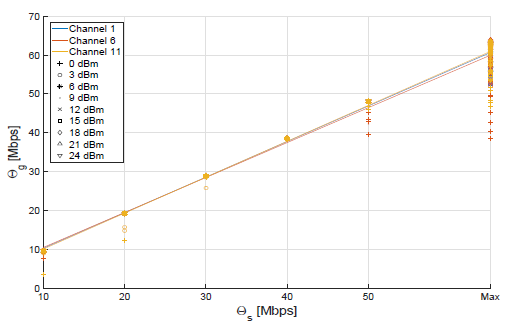 70
60
50
40
30
20
10
0
Θg [Mbps]
Channel 1
Channel 6
Channel 11
0 dBm
3 dBm
6 dBm
9 dBm
12 dBm
15 dBm
18 dBm
21 dBm
24 dBm
10 20 30 40 50 Max
Θs [Mbps]